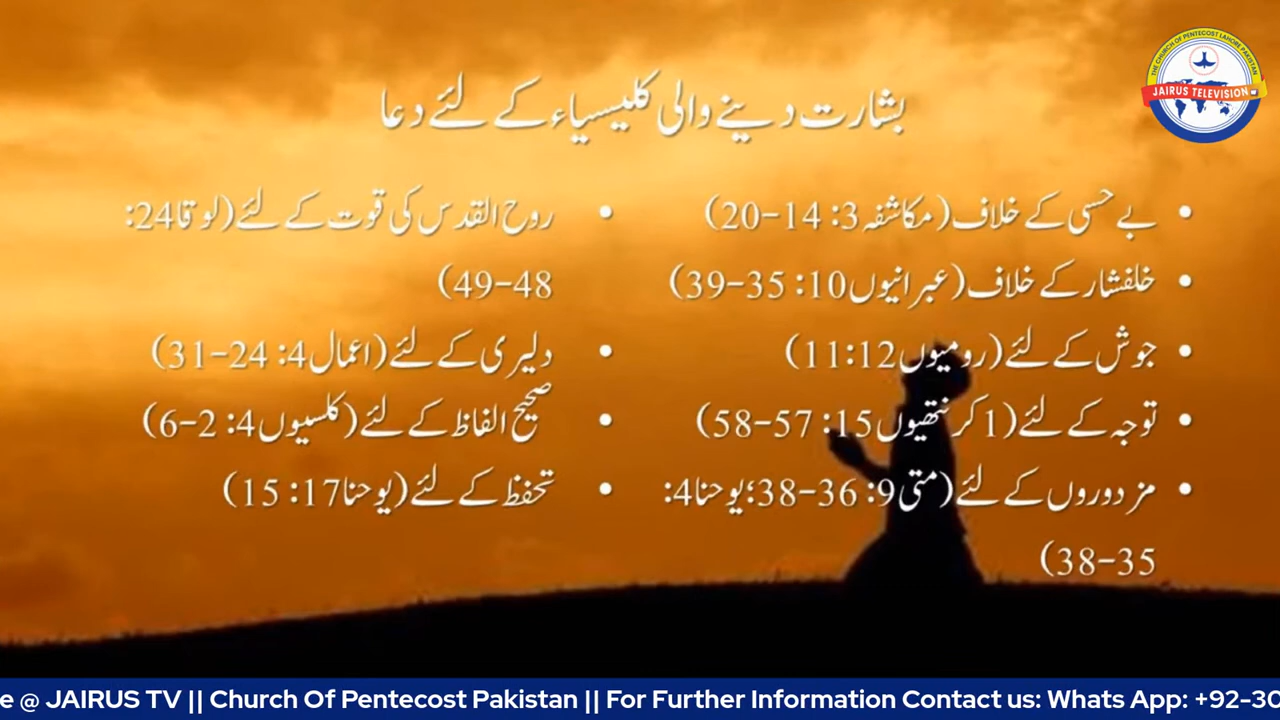 بشارت دینے والی کلیسیاء کے لئے دعا
• بے حسی کے خلاف (مکاشفہ 3: 14-20)
• خلفشار کے خلاف (عبرانیوں 10: 35-39)
• جوش کے لئے (رومیوں 12:11)
• توجہ کے لئے (1 کرنتھیوں 15: 57-58)
• مزدوروں کے لئے (متی 9: 36-38؛ یوحنا 4:
35-38)
• روح القدس کی قوت کے لئے (لوقا 24:
48-49)
• دلیری کے لئے (اعمال 4: 24-31)
• صحیح الفاظ کے لئے (کلسیوں 4: 2-6)
• تحفظ کے لئے (یوحنا 17: 15)
THE CHURCH OF PENTECOST LAHORE PAKISTAN
JAIRUS TELEVISION
e @ JAIRUS TV || Church Of Pentecost Pakistan || For Further Information Contact us: Whats App: +92-30